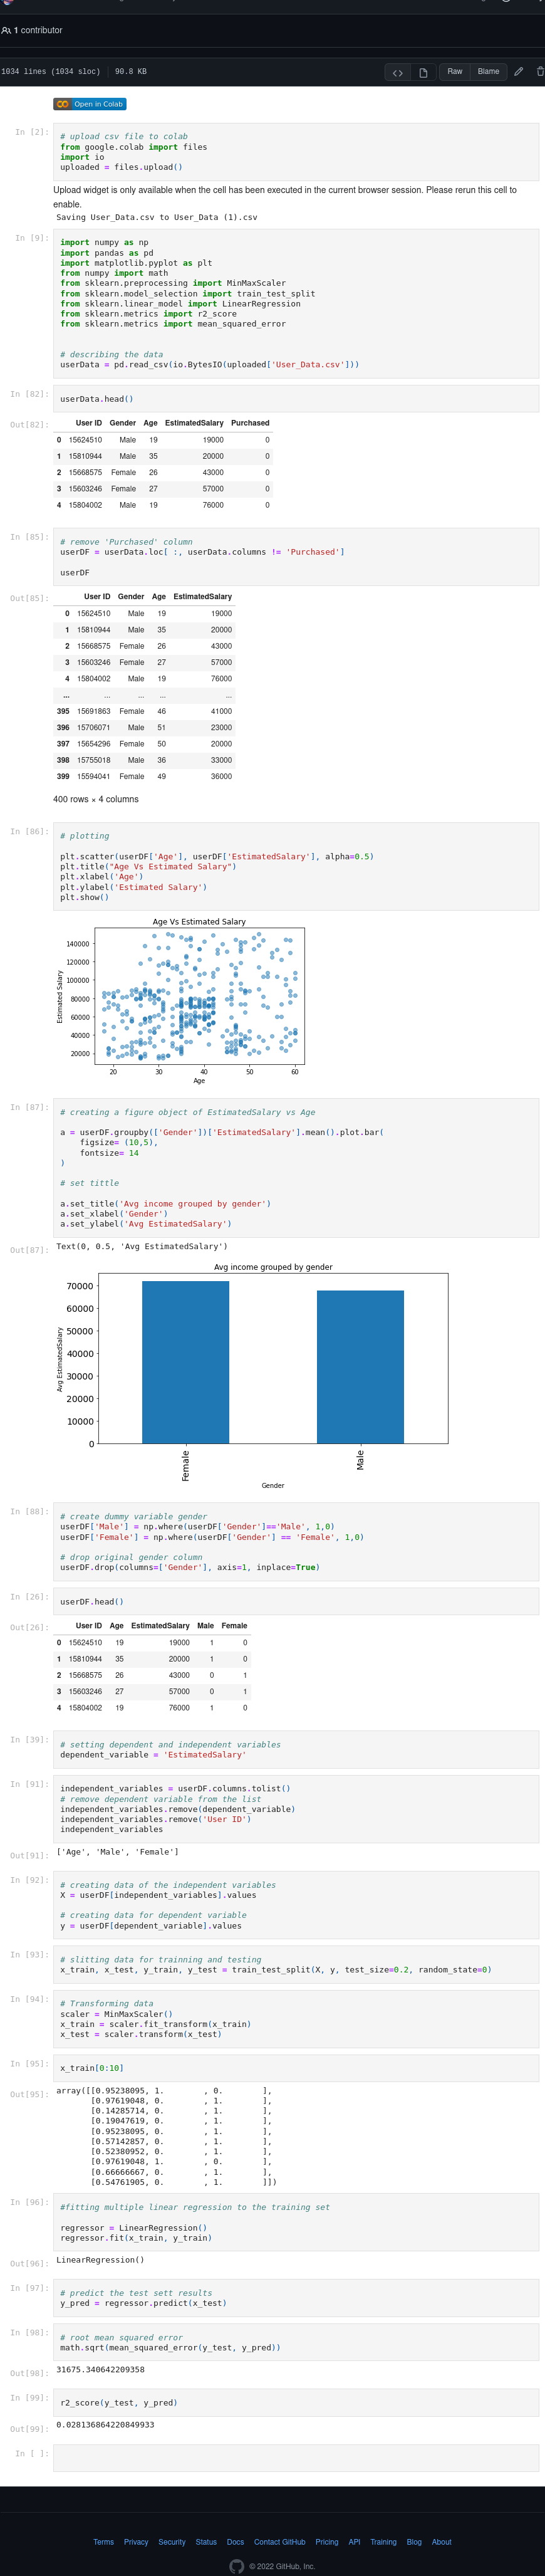 1 contributor
1034 lines (1034 sloc) 90.8 KB
Raw Blame
Open in Colab
In [2]:
# upload csv file to colab
from google.colab import files
import io
uploaded = files.upload()
Upload widget is only available when the cell has been executed in the current browser session. Please rerun this cell to
enable.
Saving User_Data.csv to User_Data (1).csv
In [9]:
import numpy as np
import pandas as pd
import matplotlib.pyplot as plt
from numpy import math
from sklearn.preprocessing import MinMaxScaler
from sklearn.model_selection import train_test_split
from sklearn.linear_model import LinearRegression
from sklearn.metrics import r2_score
from sklearn.metrics import mean_squared_error
# describing the data
userData = pd.read_csv(io.BytesIO(uploaded['User_Data.csv']))
In [82]:
userData.head()
Out[82]:
User ID Gender Age EstimatedSalary Purchased
0 15624510 Male 19 19000 0
1 15810944 Male 35 20000 0
2 15668575 Female 26 43000 0
3 15603246 Female 27 57000 0
4 15804002 Male 19 76000 0
In [85]:
# remove 'Purchased' column
userDF = userData.loc[ :, userData.columns != 'Purchased']
userDF
Out[85]:
User ID Gender Age EstimatedSalary
0 15624510 Male 19 19000
1 15810944 Male 35 20000
2 15668575 Female 26 43000
3 15603246 Female 27 57000
4 15804002 Male 19 76000
... ... ... ... ...
395 15691863 Female 46 41000
396 15706071 Male 51 23000
397 15654296 Female 50 20000
398 15755018 Male 36 33000
399 15594041 Female 49 36000
400 rows × 4 columns
In [86]:
# plotting
plt.scatter(userDF['Age'], userDF['EstimatedSalary'], alpha=0.5)
plt.title("Age Vs Estimated Salary")
plt.xlabel('Age')
plt.ylabel('Estimated Salary')
plt.show()
Age Vs Estimated Salary
140000
120000
100000
80000
60000
40000
20000
Estimated Salary
20 30 40 50 60
Age
In [87]:
# creating a figure object of EstimatedSalary vs Age
a = userDF.groupby(['Gender'])['EstimatedSalary'].mean().plot.bar(
figsize= (10,5),
fontsize= 14
)
# set tittle
a.set_title('Avg income grouped by gender')
a.set_xlabel('Gender')
a.set_ylabel('Avg EstimatedSalary')
Out[87]:
Text(0, 0.5, 'Avg EstimatedSalary')
Avg income grouped by gender
70000
60000
50000
40000
30000
20000
10000
0
Avg EstimatedSalary
Female Male
Gender
In [88]:
# create dummy variable gender
userDF['Male'] = np.where(userDF['Gender']=='Male', 1,0)
userDF['Female'] = np.where(userDF['Gender'] == 'Female', 1,0)
# drop original gender column
userDF.drop(columns=['Gender'], axis=1, inplace=True)
In [26]:
userDF.head()
Out[26]:
User ID Age EstimatedSalary Male Female
0 15624510 19 19000 1 0
1 15810944 35 20000 1 0
2 15668575 26 43000 0 1
3 15603246 27 57000 0 1
4 15804002 19 76000 1 0
In [39]:
# setting dependent and independent variables
dependent_variable = 'EstimatedSalary'
In [91]:
independent_variables = userDF.columns.tolist()
# remove dependent variable from the list
independent_variables.remove(dependent_variable)
independent_variables.remove('User ID')
independent_variables
Out[91]:
['Age', 'Male', 'Female']
In [92]:
# creating data of the independent variables
X = userDF[independent_variables].values
# creating data for dependent variable
y = userDF[dependent_variable].values
In [93]:
# slitting data for trainning and testing
x_train, x_test, y_train, y_test = train_test_split(X, y, test_size=0.2, random_state=0)
In [94]:
# Transforming data
scaler = MinMaxScaler()
x_train = scaler.fit_transform(x_train)
x_test = scaler.transform(x_test)
In [95]:
x_train[0:10]
Out[95]:
array([[0.95238095, 1. , 0. ],
[0.97619048, 0. , 1. ],
[0.14285714, 0. , 1. ],
[0.19047619, 0. , 1. ],
[0.95238095, 0. , 1. ],
[0.57142857, 0. , 1. ],
[0.52380952, 0. , 1. ],
[0.97619048, 1. , 0. ],
[0.66666667, 0. , 1. ],
[0.54761905, 0. , 1. ]])
In [96]:
#fitting multiple linear regression to the training set
regressor = LinearRegression()
regressor.fit(x_train, y_train)
Out[96]:
LinearRegression()
In [97]:
# predict the test sett results
y_pred = regressor.predict(x_test)
In [98]:
# root mean squared error
math.sqrt(mean_squared_error(y_test, y_pred))
Out[98]:
31675.340642209358
In [99]:
r2_score(y_test, y_pred)
Out[99]:
0.028136864220849933
In [ ]:
Terms Privacy Security Status Docs Contact GitHub Pricing API Training Blog About
© 2022 GitHub, Inc.